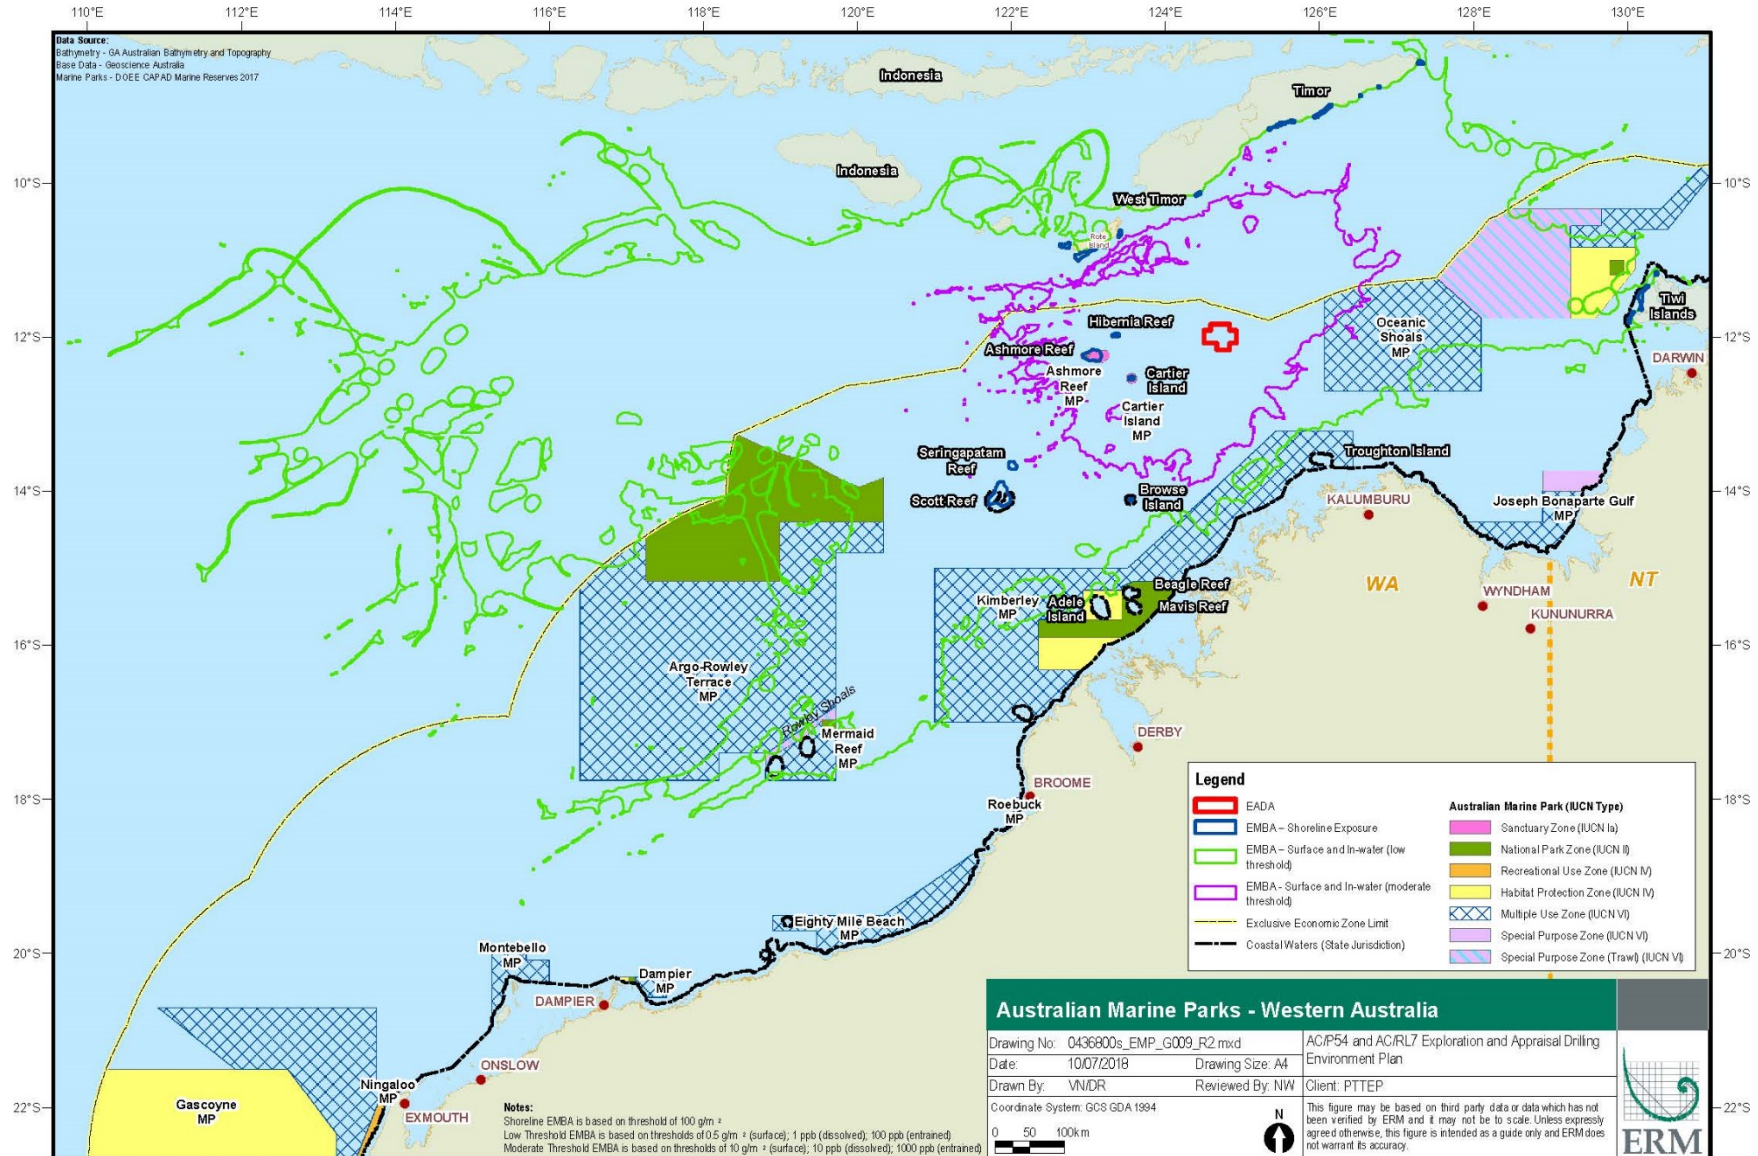 110°E 112°E 114°E 116°E 118°E 120°E 122°E 124°E 126°E 128°E 130°E
Data Source:
Bathymetry - GA Australian Bathymetry and Topography
Base Data - Geoscience Australia
Marine Parks - DOEE CAPAD Marine Reserves 2017
Indonesia
Timor
Indonesia
10°S
10°S
West Timor
Rote
Island
Tiwi
Islands
Hibernia Reef
Oceanic
Shoals
MP
12°S
12°S
Ashmore Reef
DARWIN
Ashmore
Reef
MP
Cartier
Island
Cartier
Island
MP
Seringapatam
Reef
Troughton Island
14°S
14°S
Scott Reef
Browse
Island
KALUMBURU
Joseph Bonaparte Gulf
MP
Beagle Reef
WA
NT
Kimberley
MP
Adele
Island
Mavis Reef
WYNDHAM
KUNUNURRA
16°S
16°S
Argo-Rowley
Terrace
MP
Rowley Shoals
Mermaid
Reef
MP
DERBY
BROOME
18°S
18°S
Roebuck
MP
Legend
EADA
EMBA – Shoreline Exposure
EMBA – Surface and In-water (low
threshold)
EMBA - Surface and In-water (moderate
threshold)
Exclusive Economic Zone Limit
Coastal Waters (State Jurisdiction)
Australian Marine Park (IUCN Type)
Sanctuary Zone (IUCN Ia)
National Park Zone (IUCN II)
Recreational Use Zone (IUCN IV)
Habitat Protection Zone (IUCN IV)
Multiple Use Zone (IUCN VI)
Special Purpose Zone (IUCN VI)
Special Purpose Zone (Trawl) (IUCN VI)
Eighty Mile Beach
MP
20°S
20°S
Montebello
MP
Dampier
MP
DAMPIER
ONSLOW
Ningaloo
MP
EXMOUTH
Gascoyne
MP
22°S
22°S
Notes:
Shoreline EMBA is based on threshold of 100 g/m ²
Low Threshold EMBA is based on thresholds of 0.5 g/m ² (surface); 1 ppb (dissolved); 100 ppb (entrained)
Moderate Threshold EMBA is based on thresholds of 10 g/m ² (surface); 10 ppb (dissolved); 1000 ppb (entrained)
Australian Marine Parks - Western Australia
Drawing No: 0436800s_EMP_G009_R2.mxd
Date: 10/07/2018 Drawing Size: A4
Drawn By: VN/DR Reviewed By: NW
AC/P54 and AC/RL7 Exploration and Appraisal Drilling
Environment Plan
Client: PTTEP
Coordinate System: GCS GDA 1994
0 50 100km
N
This figure may be based on third party data or data which has not
been verified by ERM and it may not be to scale. Unless expressly
agreed otherwise, this figure is intended as a guide only and ERM does
not warrant its accuracy.
ERM